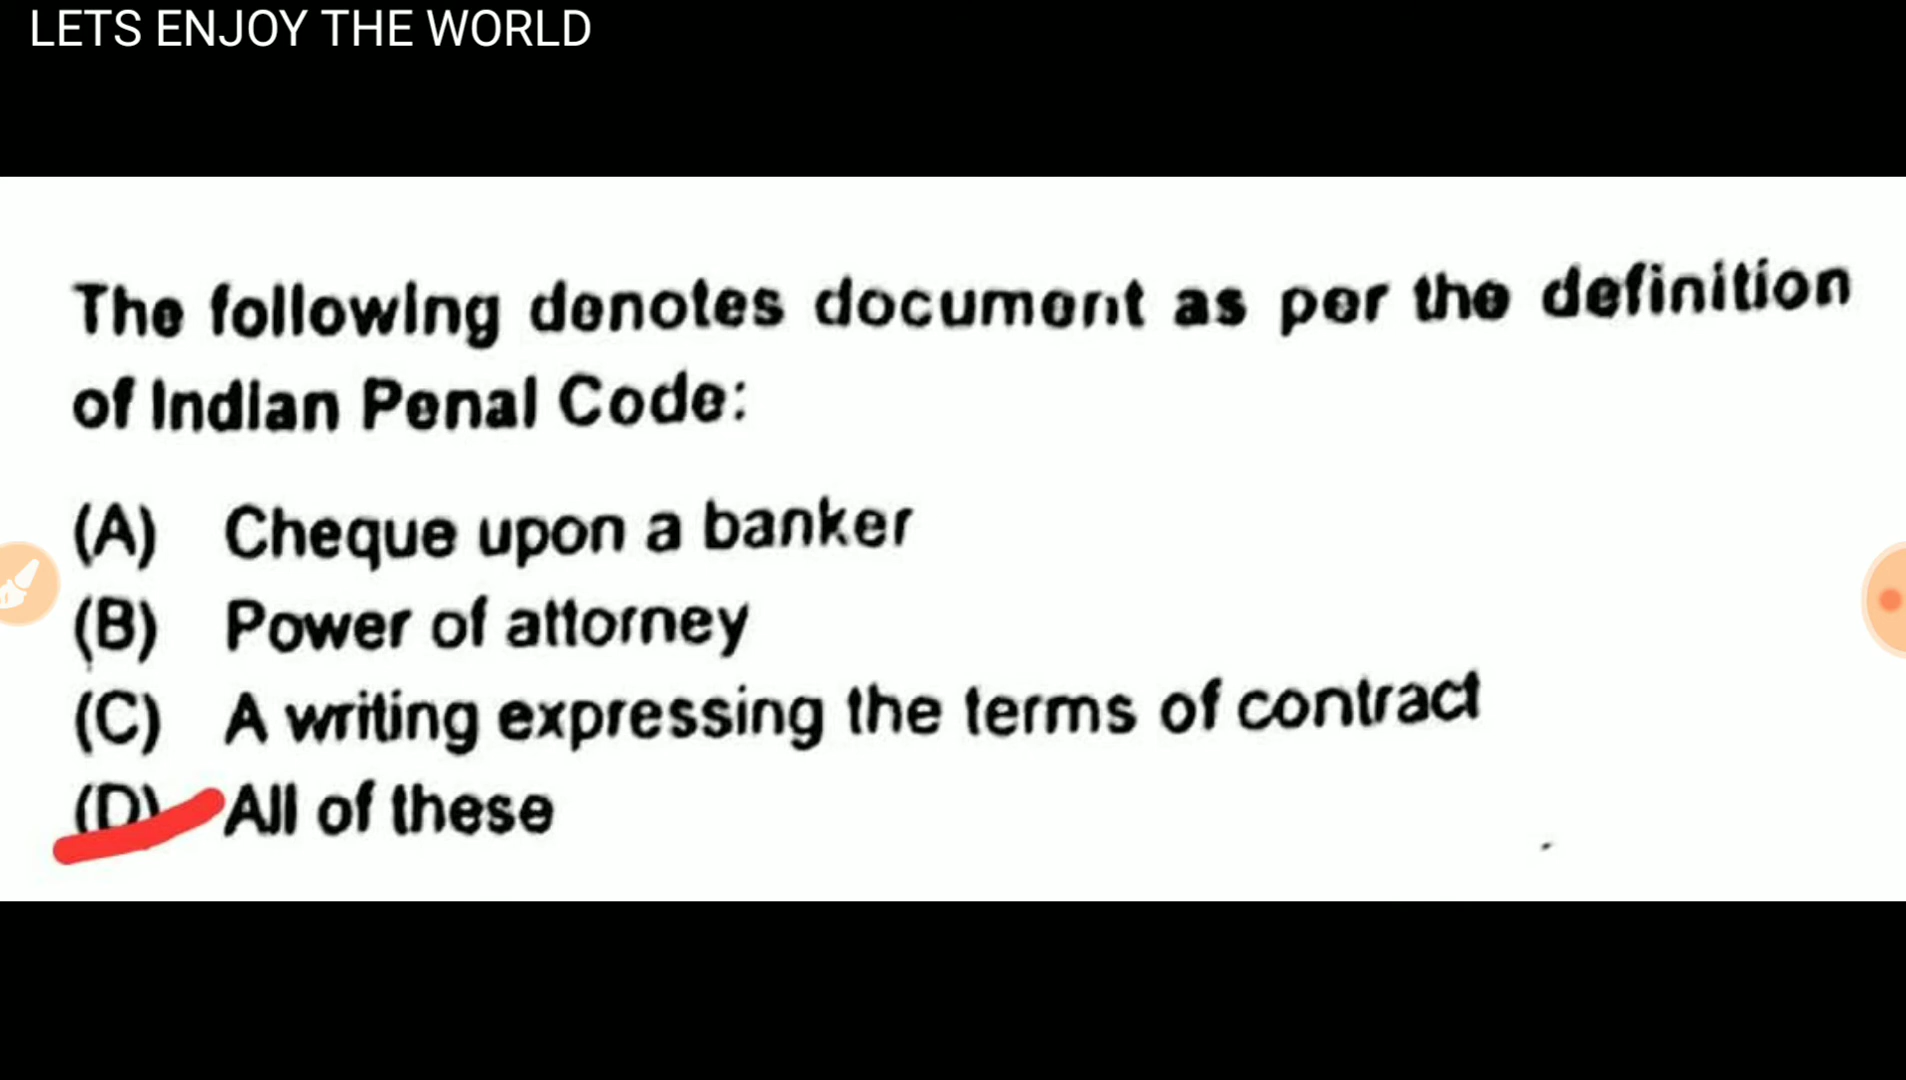 LETS ENJOY THE WORLD
The following denotes document as per the definition
of Indian Penal Code:
(A) Cheque upon a banker
(B) Power of attorney
(C) A writing expressing the terms of contract
(D) All of these